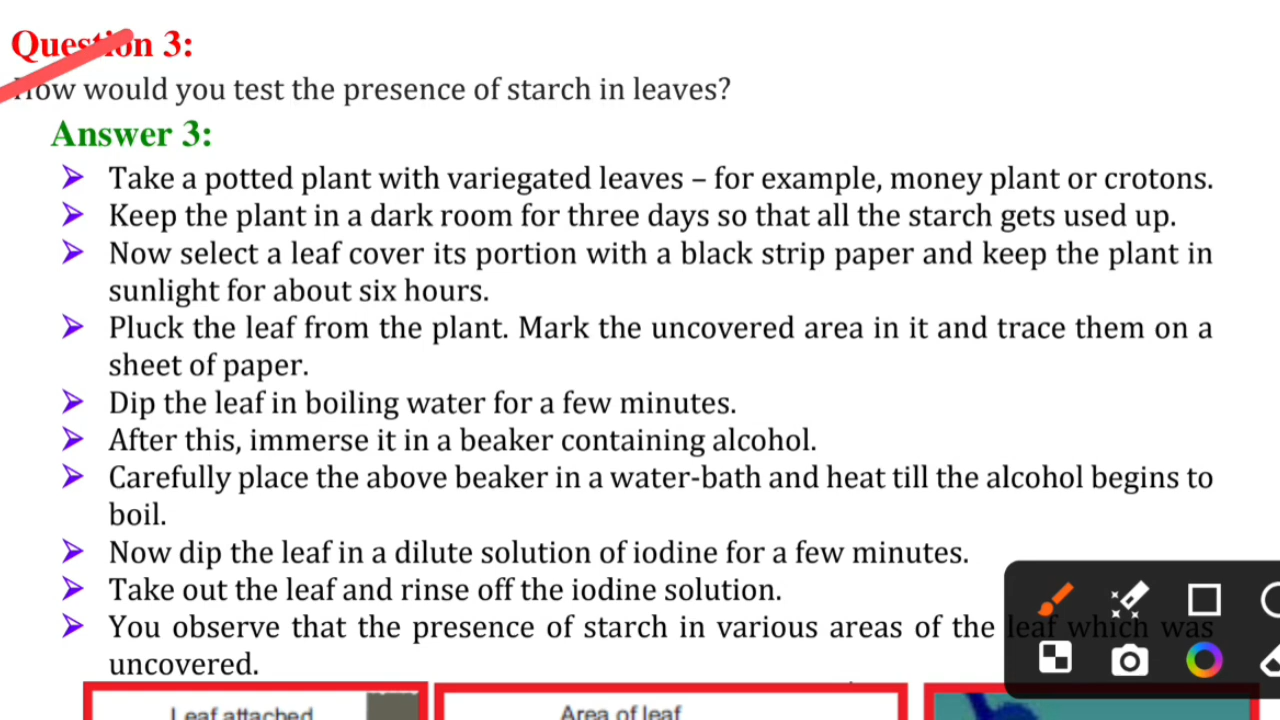 Question 3:
How would you test the presence of starch in leaves?
Answer 3:
➢ Take a potted plant with variegated leaves – for example, money plant or crotons.
➢ Keep the plant in a dark room for three days so that all the starch gets used up.
➢ Now select a leaf cover its portion with a black strip paper and keep the plant in
sunlight for about six hours.
➢ Pluck the leaf from the plant. Mark the uncovered area in it and trace them on a
sheet of paper.
➢ Dip the leaf in boiling water for a few minutes.
➢ After this, immerse it in a beaker containing alcohol.
➢ Carefully place the above beaker in a water-bath and heat till the alcohol begins to
boil.
➢ Now dip the leaf in a dilute solution of iodine for a few minutes.
➢ Take out the leaf and rinse off the iodine solution.
➢ You observe that the presence of starch in various areas of the leaf which was
uncovered.
Leaf attached
Area of leaf